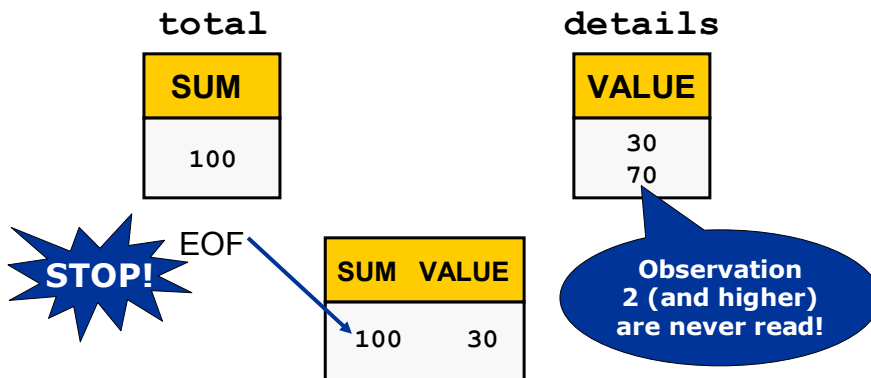 total
details
SUM
VALUE
100
30
70
STOP!
EOF
SUM VALUE
100 30
Observation
2 (and higher)
are never read!